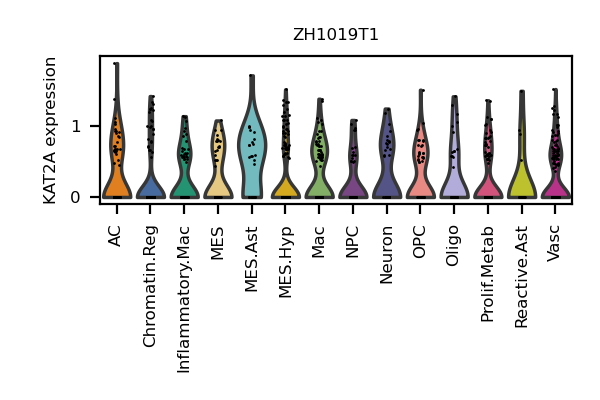 ZH1019T1
KAT2A expression
1
0
AC
Chromatin.Reg
Inflammatory.Mac
MES
MES.Ast
MES.Hyp
Mac
NPC
Neuron
OPC
Oligo
Prolif.Metab
Reactive.Ast
Vasc